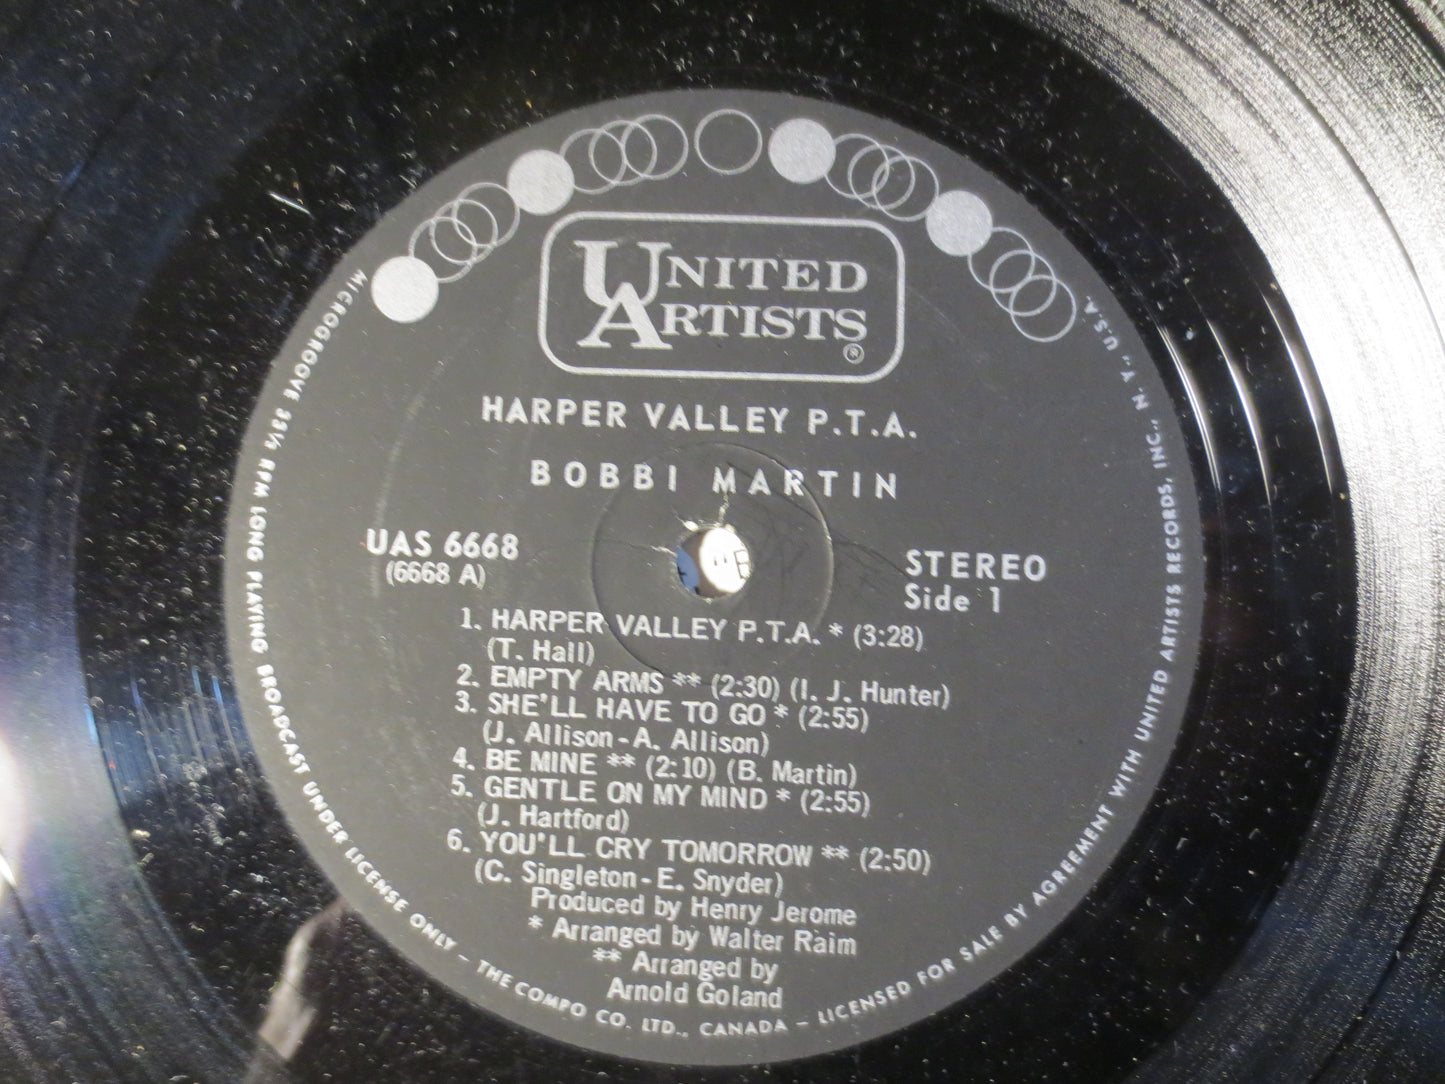 UNITED
ARTISTS
®
HARPER VALLEY P.T.A.
BOBBI MARTIN
UAS 6668
(6668 A)
STEREO
Side 1
1. HARPER VALLEY P.T.A. * (3:28)
(T. Hall)
2. EMPTY ARMS ** (2:30) (I. J. Hunter)
3. SHE'LL HAVE TO GO * (2:55)
(J. Allison-A. Allison)
4. BE MINE ** (2:10) (B. Martin)
5. GENTLE ON MY MIND * (2:55)
(J. Hartford)
6. YOU'LL CRY TOMORROW ** (2:50)
(C. Singleton-E. Snyder)
Produced by Henry Jerome
* Arranged by Walter Raim
** Arranged by
Arnold Goland
MICROGROOVE 33⅓ RPM LONG PLAYING BROADCAST UNDER LICENSE ONLY – THE COMPO CO. LTD., CANADA – LICENSED FOR SALE BY AGREEMENT WITH UNITED ARTISTS RECORDS, INC., N. Y., U.S.A.